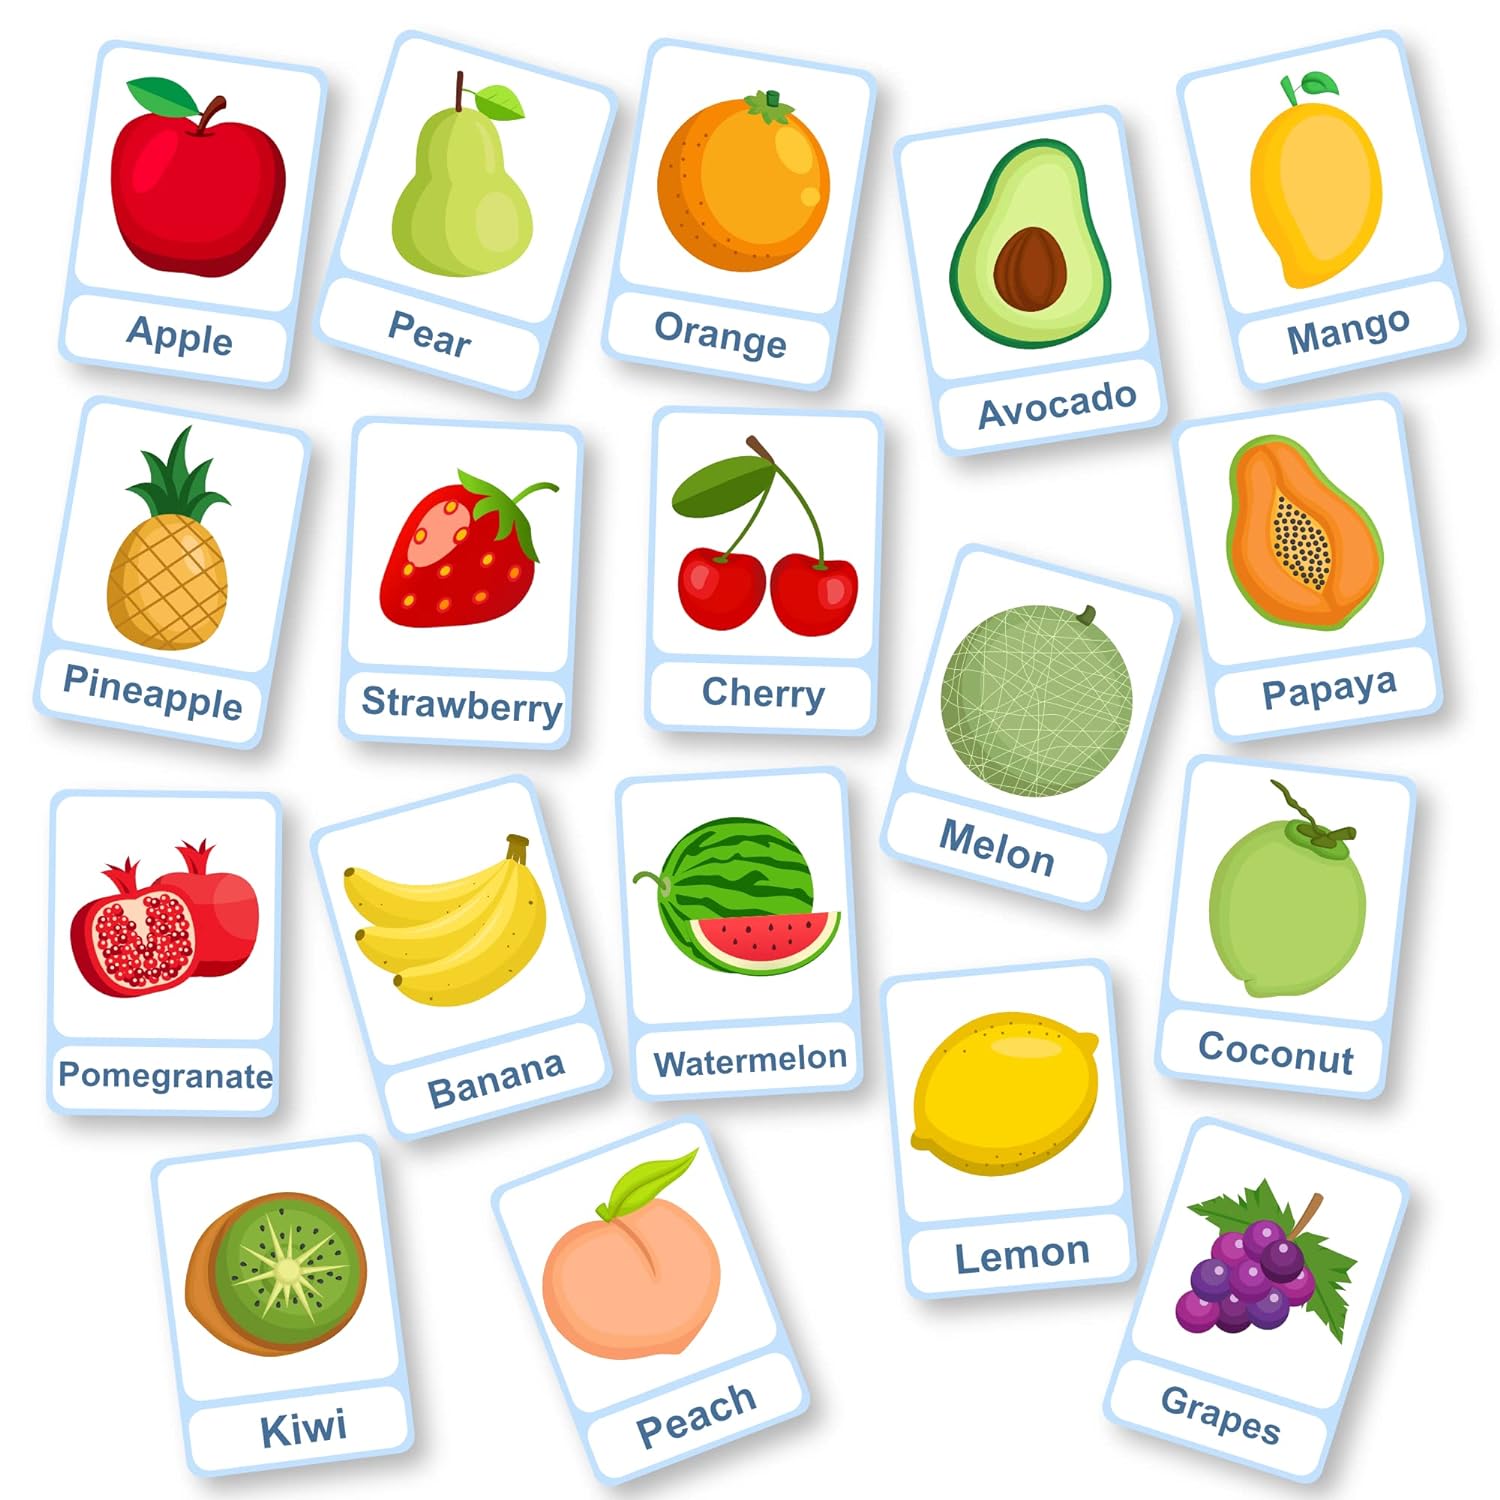 Apple
Pear
Orange
Avocado
Mango
Pineapple
Strawberry
Cherry
Melon
Papaya
Pomegranate
Banana
Watermelon
Lemon
Coconut
Kiwi
Peach
Grapes